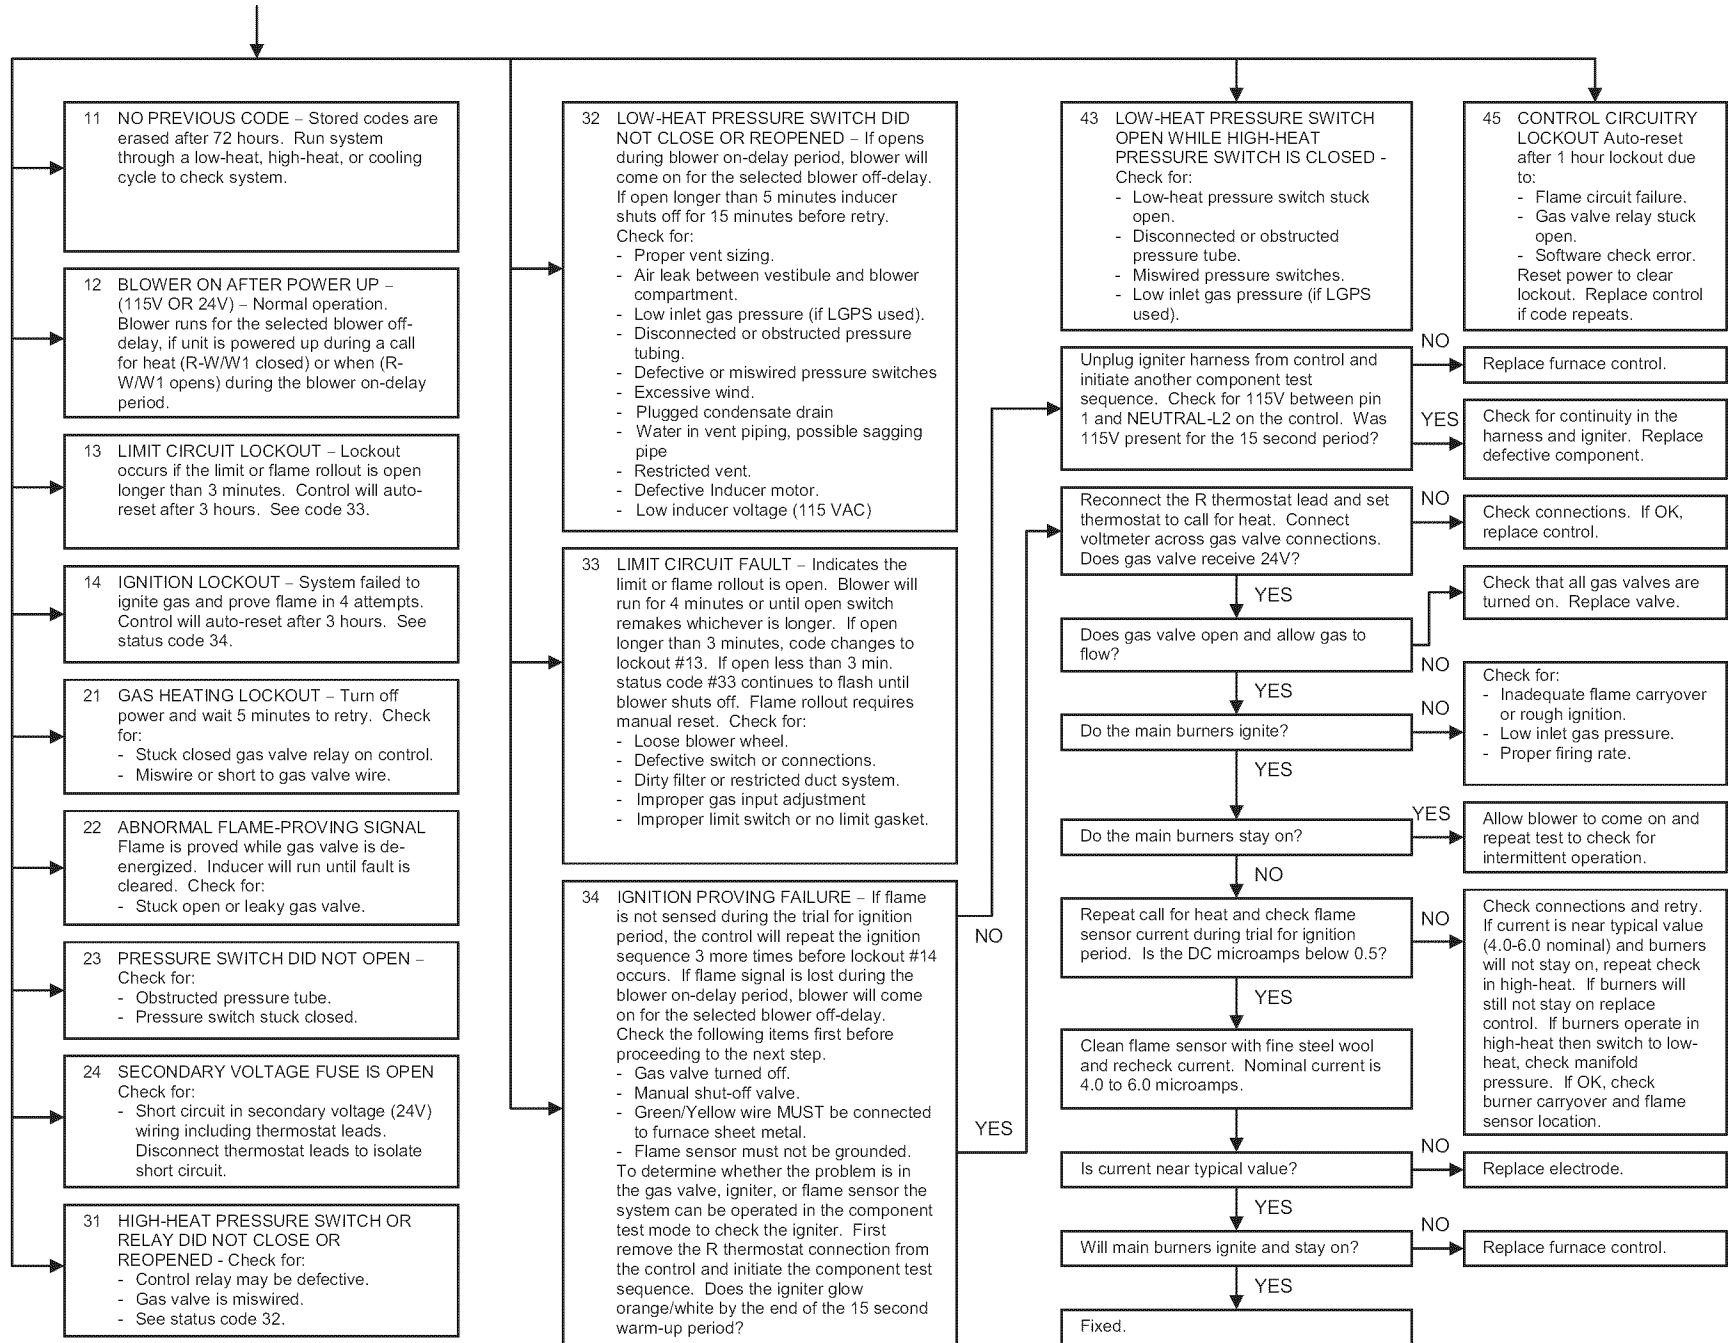 11 NO PREVIOUS CODE – Stored codes are
erased after 72 hours. Run system
through a low-heat, high-heat, or cooling
cycle to check system.
12 BLOWER ON AFTER POWER UP –
(115V OR 24V) – Normal operation.
Blower runs for the selected blower off-
delay, if unit is powered up during a call
for heat (R-W/W1 closed) or when (R-
W/W1 opens) during the blower on-delay
period.
13 LIMIT CIRCUIT LOCKOUT – Lockout
occurs if the limit or flame rollout is open
longer than 3 minutes. Control will auto-
reset after 3 hours. See code 33.
14 IGNITION LOCKOUT – System failed to
ignite gas and prove flame in 4 attempts.
Control will auto-reset after 3 hours. See
status code 34.
21 GAS HEATING LOCKOUT – Turn off
power and wait 5 minutes to retry. Check
for:
- Stuck closed gas valve relay on control.
- Miswire or short to gas valve wire.
22 ABNORMAL FLAME-PROVING SIGNAL
Flame is proved while gas valve is de-
energized. Inducer will run until fault is
cleared. Check for:
- Stuck open or leaky gas valve.
23 PRESSURE SWITCH DID NOT OPEN –
Check for:
- Obstructed pressure tube.
- Pressure switch stuck closed.
24 SECONDARY VOLTAGE FUSE IS OPEN
Check for:
- Short circuit in secondary voltage (24V)
wiring including thermostat leads.
Disconnect thermostat leads to isolate
short circuit.
31 HIGH-HEAT PRESSURE SWITCH OR
RELAY DID NOT CLOSE OR
REOPENED - Check for:
- Control relay may be defective.
- Gas valve is miswired.
- See status code 32.
32 LOW-HEAT PRESSURE SWITCH DID
NOT CLOSE OR REOPENED – If opens
during blower on-delay period, blower will
come on for the selected blower off-delay.
If open longer than 5 minutes inducer
shuts off for 15 minutes before retry.
Check for:
- Proper vent sizing.
- Air leak between vestibule and blower
compartment.
- Low inlet gas pressure (if LGPS used).
- Disconnected or obstructed pressure
tubing.
- Defective or miswired pressure switches
- Excessive wind.
- Plugged condensate drain
- Water in vent piping, possible sagging
pipe
- Restricted vent.
- Defective Inducer motor.
- Low inducer voltage (115 VAC)
33 LIMIT CIRCUIT FAULT – Indicates the
limit or flame rollout is open. Blower will
run for 4 minutes or until open switch
remakes whichever is longer. If open
longer than 3 minutes, code changes to
lockout #13. If open less than 3 min.
status code #33 continues to flash until
blower shuts off. Flame rollout requires
manual reset. Check for:
- Loose blower wheel.
- Defective switch or connections.
- Dirty filter or restricted duct system.
- Improper gas input adjustment
- Improper limit switch or no limit gasket.
34 IGNITION PROVING FAILURE – If flame
is not sensed during the trial for ignition
period, the control will repeat the ignition
sequence 3 more times before lockout #14
occurs. If flame signal is lost during the
blower on-delay period, blower will come
on for the selected blower off-delay.
Check the following items first before
proceeding to the next step.
- Gas valve turned off.
- Manual shut-off valve.
- Green/Yellow wire MUST be connected
to furnace sheet metal.
- Flame sensor must not be grounded.
To determine whether the problem is in
the gas valve, igniter, or flame sensor the
system can be operated in the component
test mode to check the igniter. First
remove the R thermostat connection from
the control and initiate the component test
sequence. Does the igniter glow
orange/white by the end of the 15 second
warm-up period?
NO
YES
43 LOW-HEAT PRESSURE SWITCH
OPEN WHILE HIGH-HEAT
PRESSURE SWITCH IS CLOSED -
Check for:
- Low-heat pressure switch stuck
open.
- Disconnected or obstructed
pressure tube.
- Miswired pressure switches.
- Low inlet gas pressure (if LGPS
used).
45 CONTROL CIRCUITRY
LOCKOUT Auto-reset
after 1 hour lockout due
to:
- Flame circuit failure.
- Gas valve relay stuck
open.
- Software check error.
Reset power to clear
lockout. Replace control
if code repeats.
Unplug igniter harness from control and
initiate another component test
sequence. Check for 115V between pin
1 and NEUTRAL-L2 on the control. Was
115V present for the 15 second period?
NO
Replace furnace control.
YES
Check for continuity in the
harness and igniter. Replace
defective component.
Reconnect the R thermostat lead and set
thermostat to call for heat. Connect
voltmeter across gas valve connections.
Does gas valve receive 24V?
NO
Check connections. If OK,
replace control.
YES
Does gas valve open and allow gas to
flow?
Check that all gas valves are
turned on. Replace valve.
NO
YES
Do the main burners ignite?
NO
Check for:
- Inadequate flame carryover
or rough ignition.
- Low inlet gas pressure.
- Proper firing rate.
YES
Do the main burners stay on?
YES
Allow blower to come on and
repeat test to check for
intermittent operation.
NO
Repeat call for heat and check flame
sensor current during trial for ignition
period. Is the DC microamps below 0.5?
NO
Check connections and retry.
If current is near typical value
(4.0-6.0 nominal) and burners
will not stay on, repeat check
in high-heat. If burners will
still not stay on replace
control. If burners operate in
high-heat then switch to low-
heat, check manifold
pressure. If OK, check
burner carryover and flame
sensor location.
YES
Clean flame sensor with fine steel wool
and recheck current. Nominal current is
4.0 to 6.0 microamps.
Is current near typical value?
NO
Replace electrode.
YES
Will main burners ignite and stay on?
NO
Replace furnace control.
YES
Fixed.